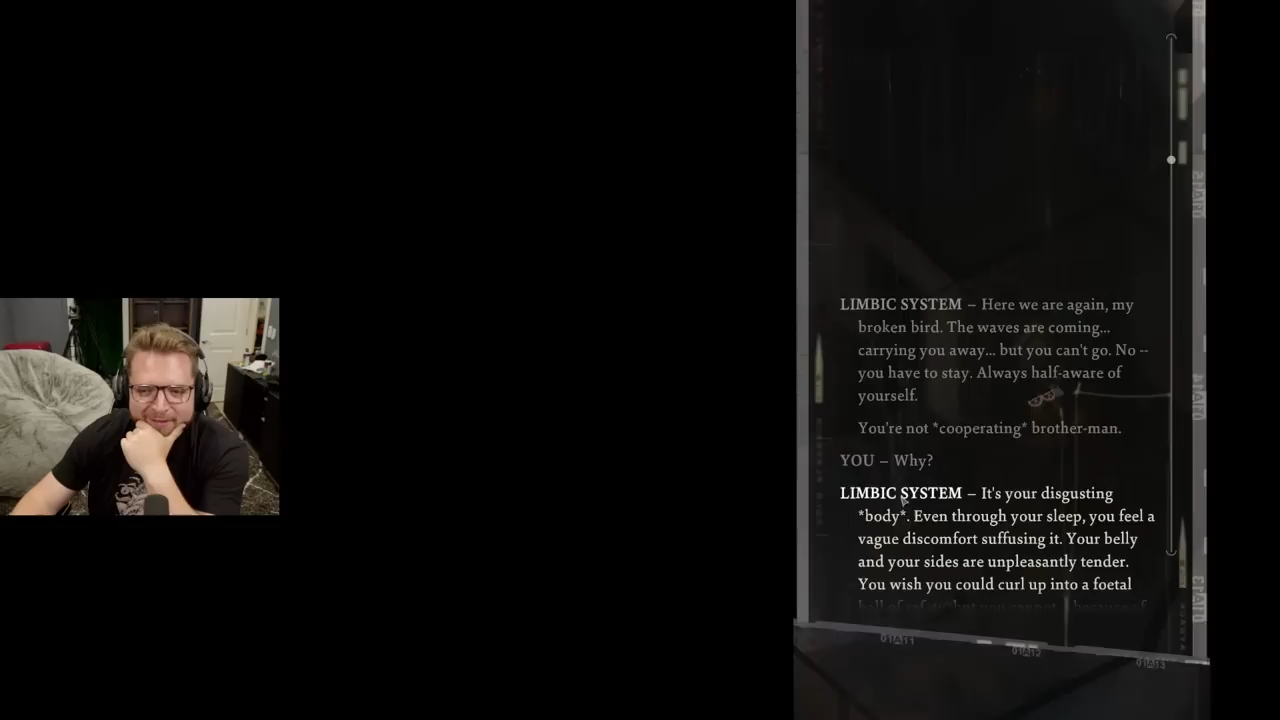 LIMBIC SYSTEM – Here we are again, my
broken bird. The waves are coming...
carrying you away... but you can't go. No --
you have to stay. Always half-aware of
yourself.
You're not *cooperating* brother-man.
YOU – Why?
LIMBIC SYSTEM – It's your disgusting
*body*. Even through your sleep, you feel a
vague discomfort suffusing it. Your belly
and your sides are unpleasantly tender.
You wish you could curl up into a foetal
01A11
01A12
01A13